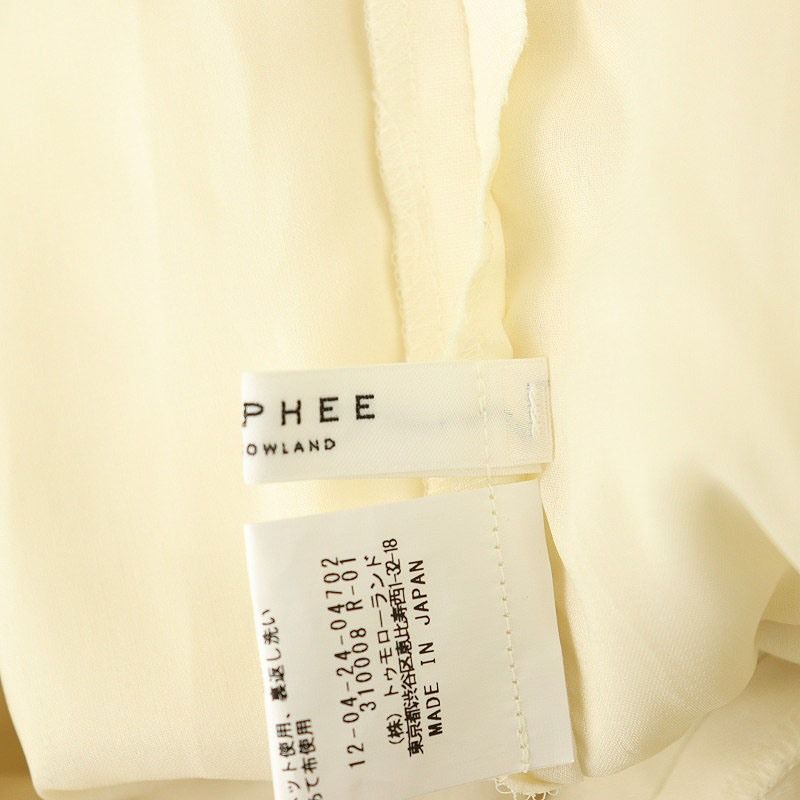 PHEE
OWLAND
ット使用、裏返し洗い
て布使用
12-04-24-04702
310008 R-01
(株)トゥモローランド
東京都渋谷区恵比寿西1-32-18
MADE IN JAPAN